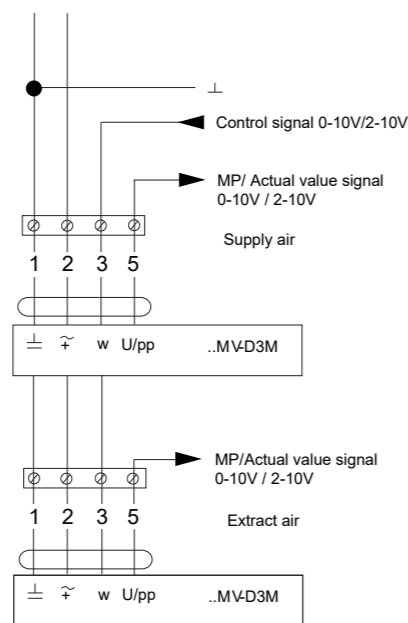 ⊥
Control signal 0-10V/2-10V
MP/ Actual value signal
0-10V / 2-10V
Supply air
1 2 3 5
⊥ ~ + w U/pp ..MV-D3M
MP/Actual value signal
0-10V / 2-10V
Extract air
1 2 3 5
⊥ ~ + w U/pp ..MV-D3M